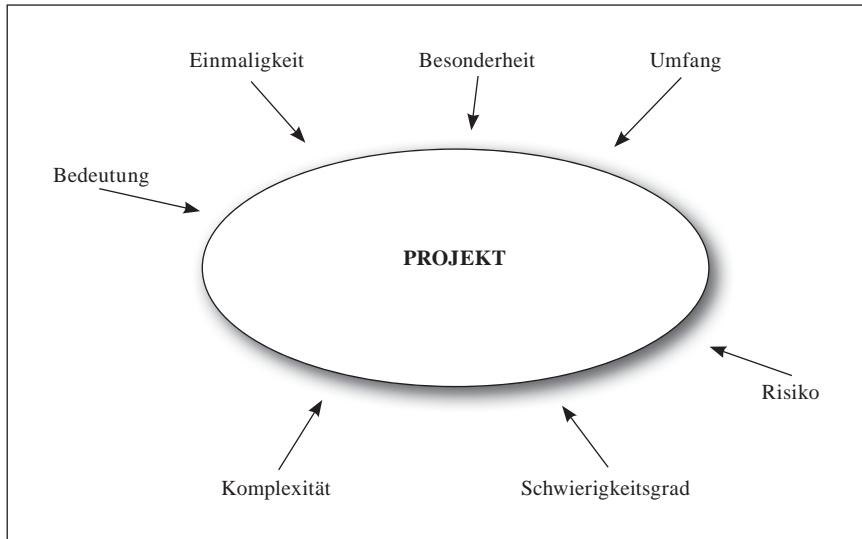 Einmaligkeit
Besonderheit
Umfang
Bedeutung
PROJEKT
Risiko
Komplexität
Schwierigkeitsgrad